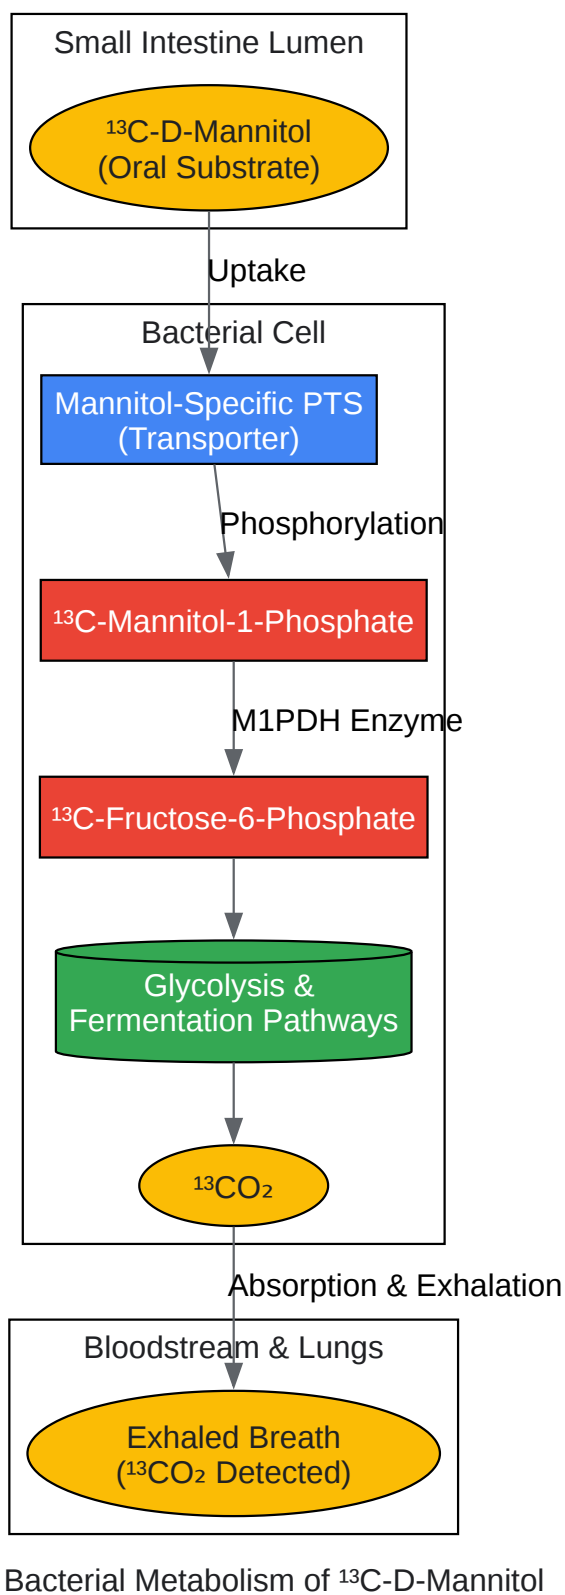 Small Intestine Lumen
¹³C-D-Mannitol
(Oral Substrate)
Uptake
Bacterial Cell
Mannitol-Specific PTS
(Transporter)
Phosphorylation
¹³C-Mannitol-1-Phosphate
M1PDH Enzyme
¹³C-Fructose-6-Phosphate
Glycolysis &
Fermentation Pathways
¹³CO₂
Absorption & Exhalation
Bloodstream & Lungs
Exhaled Breath
(¹³CO₂ Detected)
Bacterial Metabolism of ¹³C-D-Mannitol